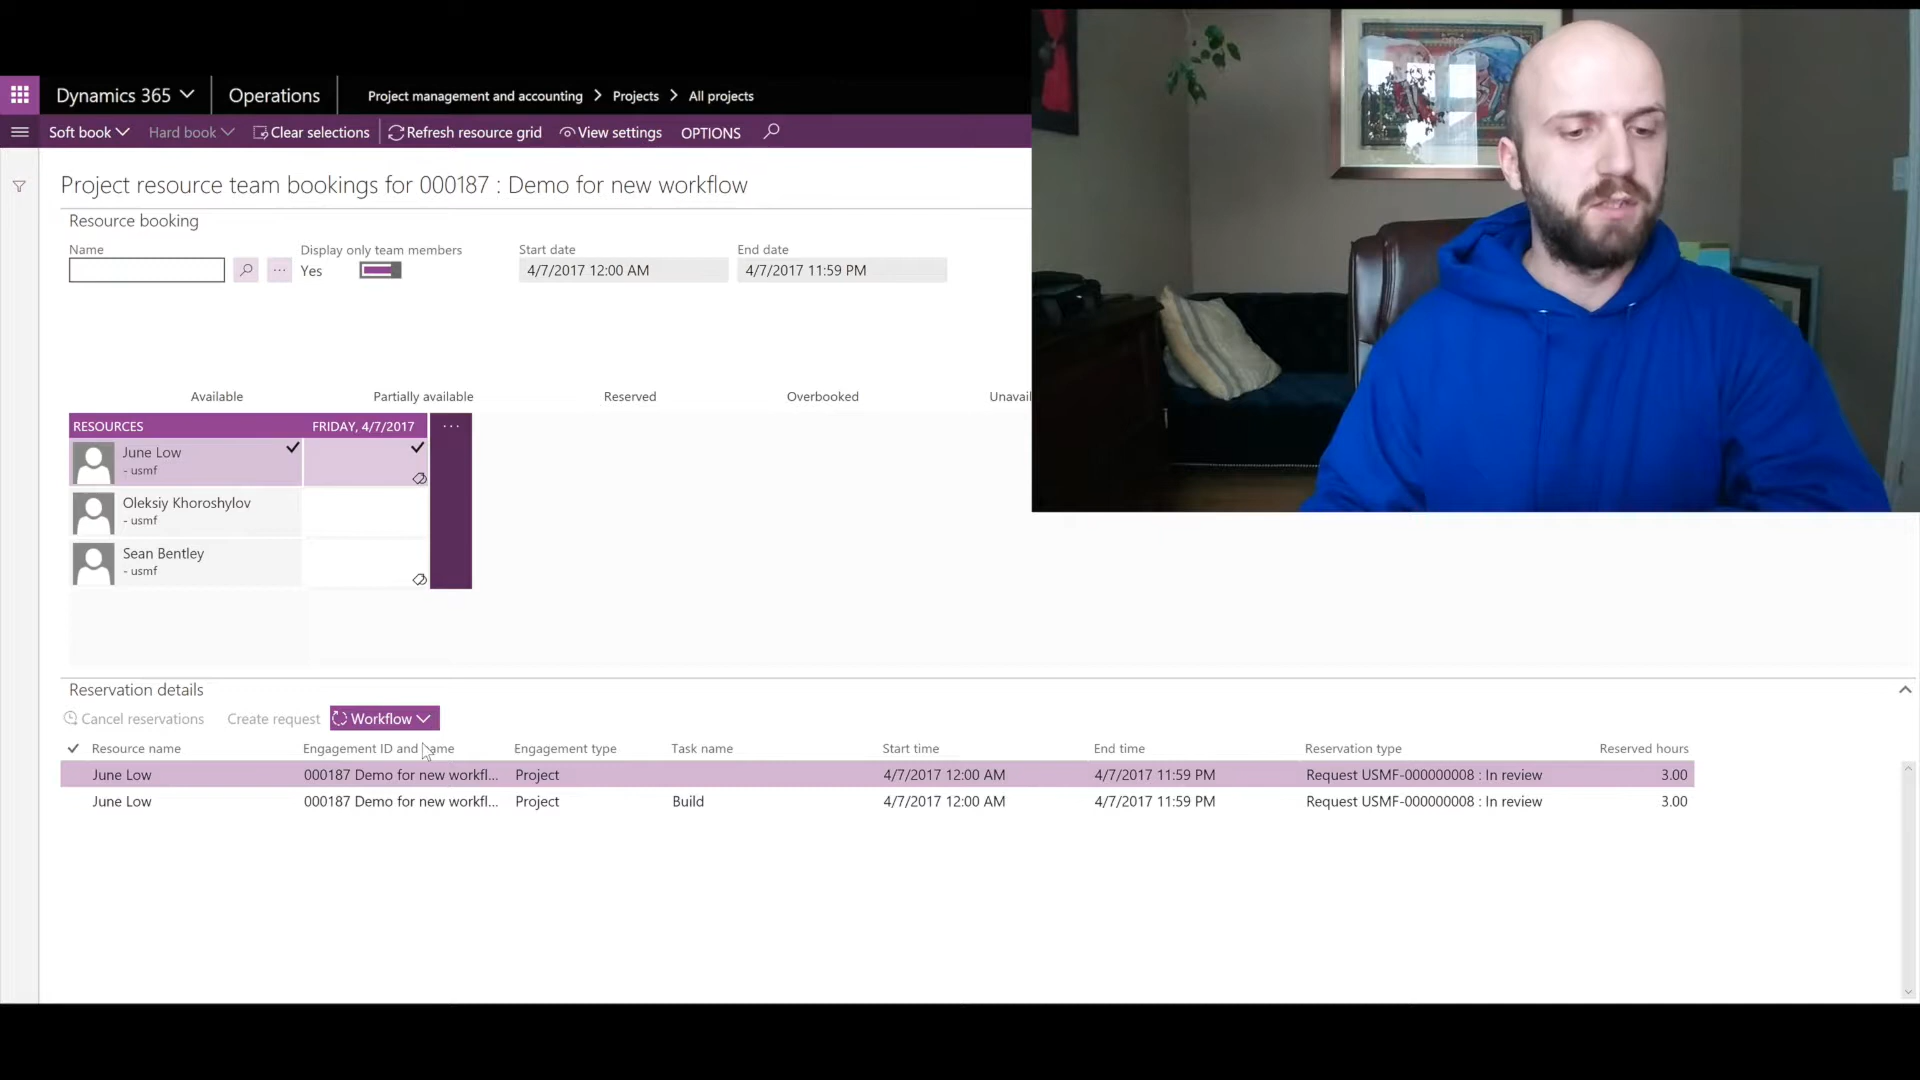 Dynamics 365 Operations Project management and accounting > Projects > All projects
Soft book Hard book Clear selections Refresh resource grid View settings OPTIONS
Project resource team bookings for 000187 : Demo for new workflow
Resource booking
Name Display only team members Start date End date
Yes 4/7/2017 12:00 AM 4/7/2017 11:59 PM
Available Partially available Reserved Overbooked Unavail
RESOURCES FRIDAY, 4/7/2017 ...
June Low
- usmf
Oleksiy Khoroshylov
- usmf
Sean Bentley
- usmf
Reservation details
Cancel reservations Create request Workflow
Resource name Engagement ID and name Engagement type Task name Start time End time Reservation type Reserved hours
June Low 000187 Demo for new workfl... Project 4/7/2017 12:00 AM 4/7/2017 11:59 PM Request USMF-000000008 : In review 3.00
June Low 000187 Demo for new workfl... Project Build 4/7/2017 12:00 AM 4/7/2017 11:59 PM Request USMF-000000008 : In review 3.00